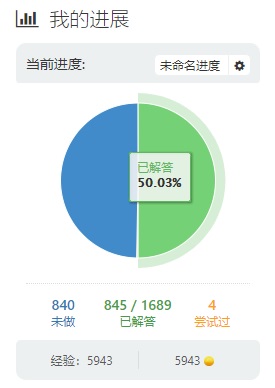 我的进展
当前进度:
未命名进度
已解答
50.03%
840
未做
845 / 1689
已解答
4
尝试过
经验: 5943
5943